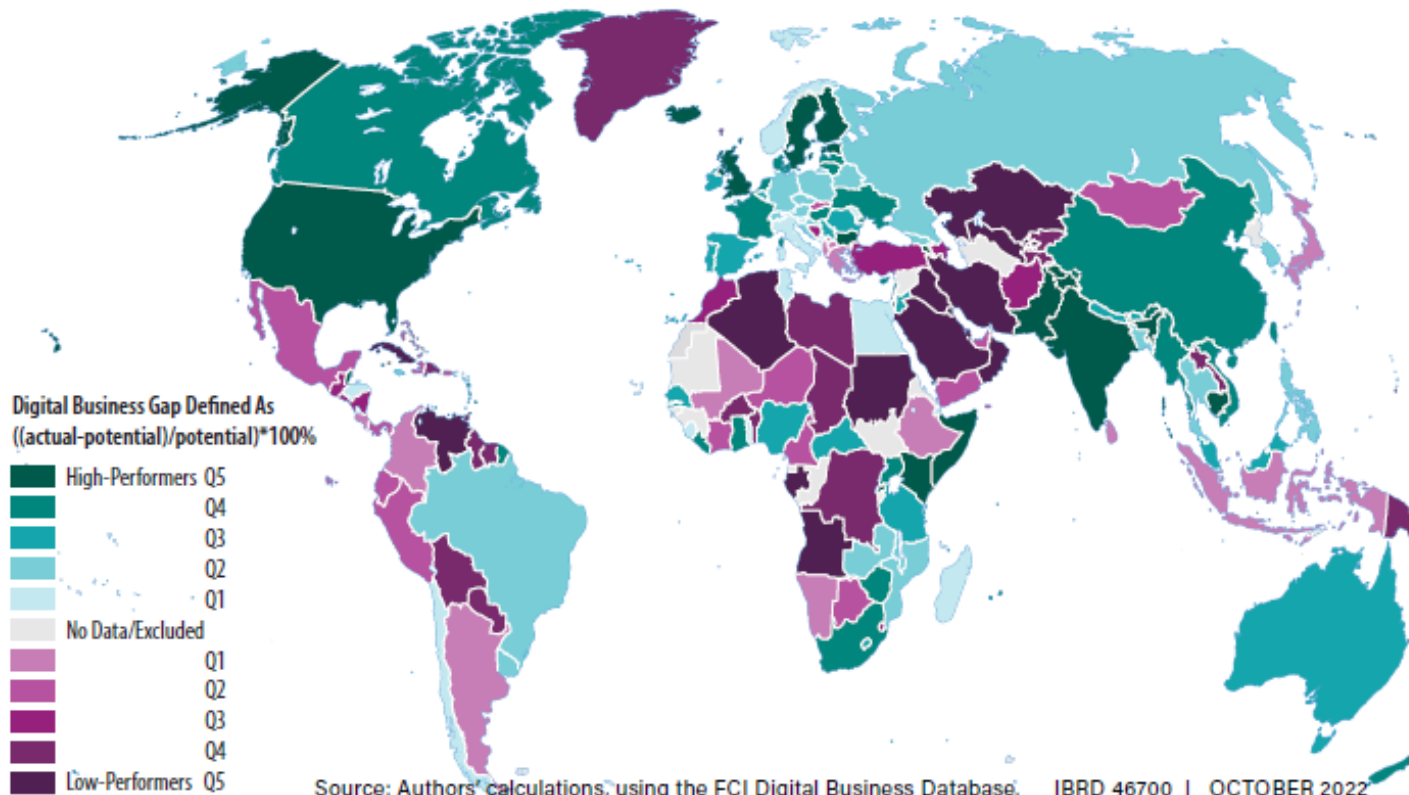 Digital Business Gap Defined As
((actual-potential)/potential)*100%
High-Performers Q5
Q4
Q3
Q2
Q1
No Data/Excluded
Q1
Q2
Q3
Q4
Low-Performers Q5
Source: Authors' calculations, using the FCI Digital Business Database. IBRD 46700 | OCTOBER 2022